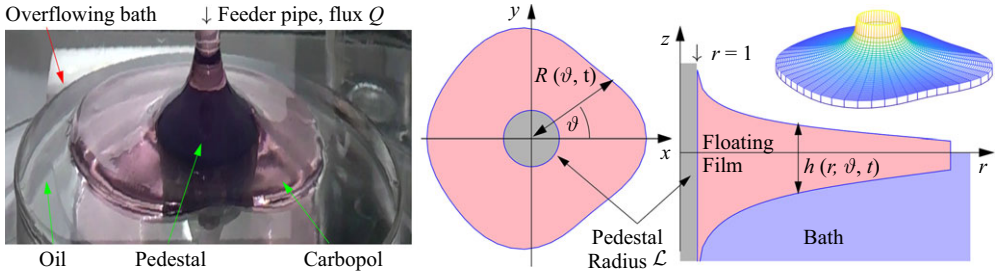 Overflowing bath
↓ Feeder pipe, flux Q
Oil
Pedestal
Carbopol
y
R (ϑ, t)
ϑ
x
Pedestal
Radius ℒ
z
↓ r = 1
Floating
Film
h (r, ϑ, t)
r
Bath